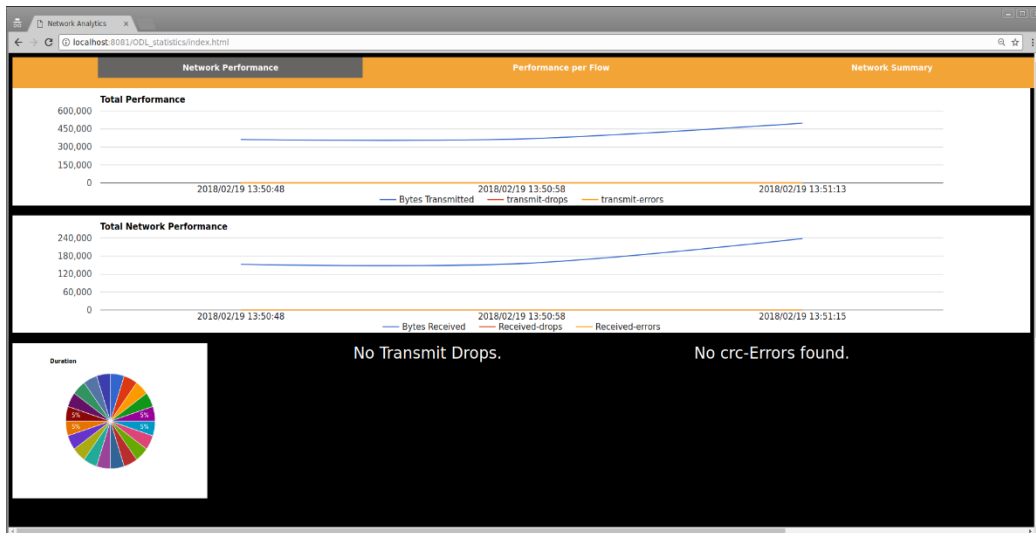 Network Analytics
localhost:8081/ODL_statistics/index.html
Network Performance Performance per Flow Network Summary
Total Performance
600,000
450,000
300,000
150,000
0
2018/02/19 13:50:48 2018/02/19 13:50:58 2018/02/19 13:51:13
Bytes Transmitted transmit-drops transmit-errors
Total Network Performance
240,000
180,000
120,000
60,000
0
2018/02/19 13:50:48 2018/02/19 13:50:58 2018/02/19 13:51:15
Bytes Received Received-drops Received-errors
Duration
5% 5%
5% 5%
No Transmit Drops.
No crc-Errors found.